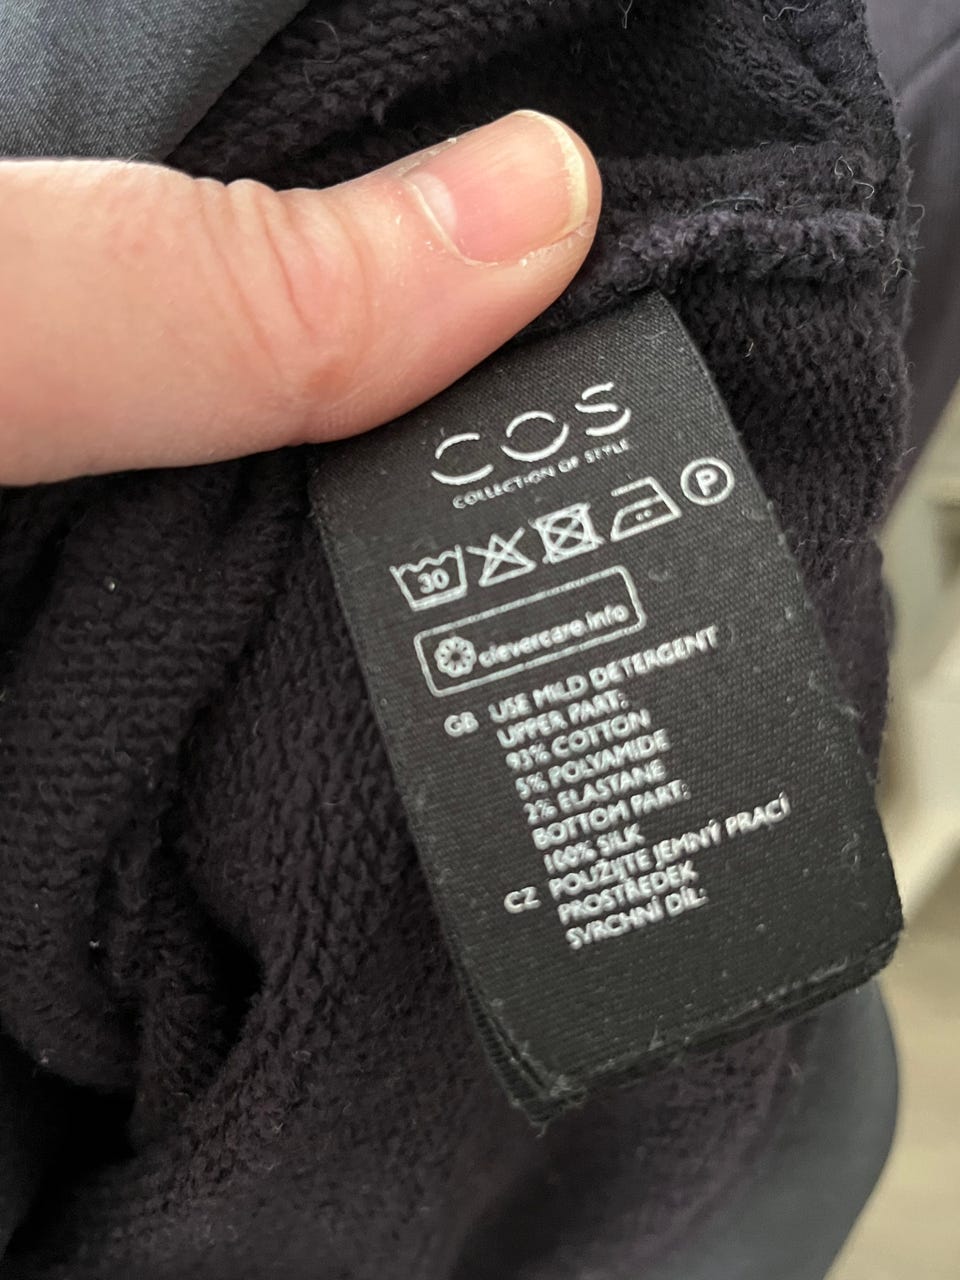 COS
COLLECTION OF STYLE
30
P
clevercare.info
GB USE MILD DETERGENT
UPPER PART:
93% COTTON
5% POLYAMIDE
2% ELASTANE
BOTTOM PART:
100% SILK
CZ POUŽIJTE JEMNÝ PRACÍ
PROSTŘEDEK
SVRCHNÍ DÍL: